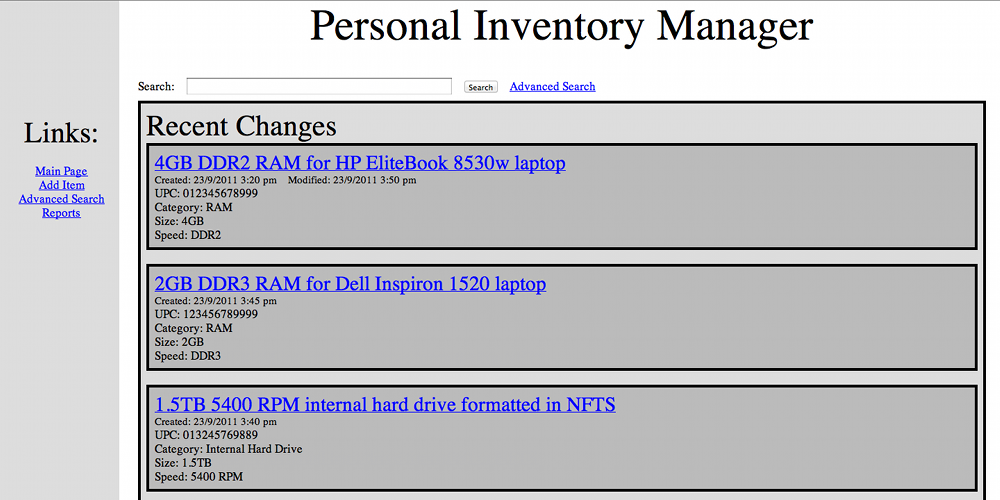 Personal Inventory Manager
Search: Search Advanced Search
Links:
Main Page
Add Item
Advanced Search
Reports
Recent Changes
4GB DDR2 RAM for HP EliteBook 8530w laptop
Created: 23/9/2011 3:20 pm Modified: 23/9/2011 3:50 pm
UPC: 012345678999
Category: RAM
Size: 4GB
Speed: DDR2
2GB DDR3 RAM for Dell Inspiron 1520 laptop
Created: 23/9/2011 3:45 pm
UPC: 123456789999
Category: RAM
Size: 2GB
Speed: DDR3
1.5TB 5400 RPM internal hard drive formatted in NFTS
Created: 23/9/2011 3:40 pm
UPC: 013245769889
Category: Internal Hard Drive
Size: 1.5TB
Speed: 5400 RPM